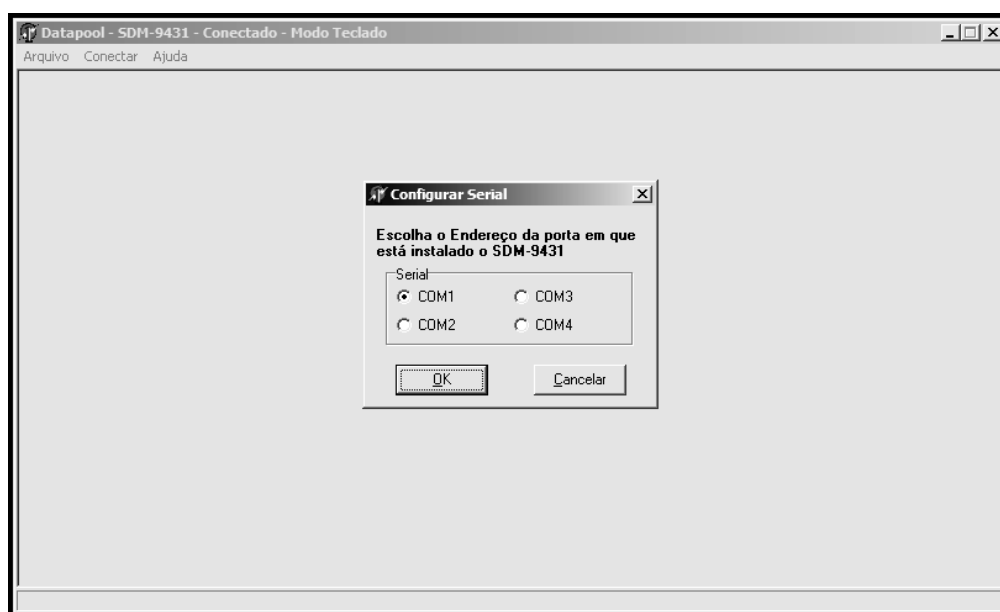 Datapool - SDM-9431 - Conectado - Modo Teclado
Arquivo Conectar Ajuda
Configurar Serial
Escolha o Endereço da porta em que
está instalado o SDM-9431
Serial
COM1 COM3
COM2 COM4
OK Cancelar